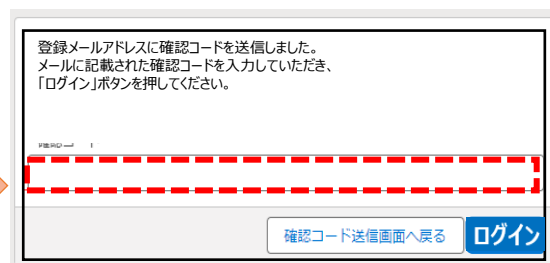 登録メールアドレスに確認コードを送信しました。
メールに記載された確認コードを入力していただき、
「ログイン」ボタンを押してください。
確認コード送信画面へ戻る
ログイン